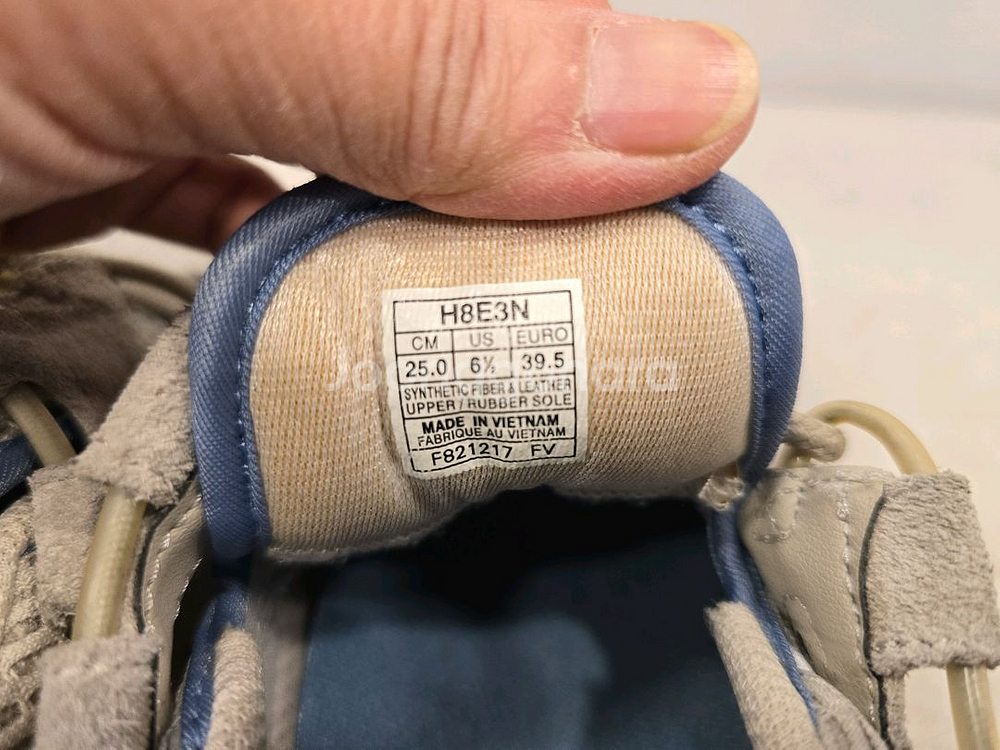 H8E3N
CM US EURO
25.0 6½ 39.5
SYNTHETIC FIBER & LEATHER
UPPER / RUBBER SOLE
MADE IN VIETNAM
FABRIQUE AU VIETNAM
F821217 FV